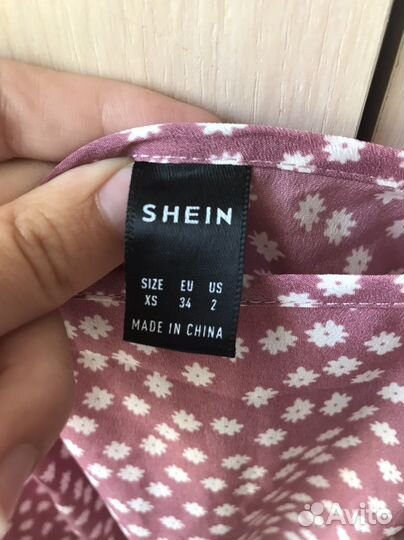 SHEIN
SIZE EU US
XS 34 2
MADE IN CHINA
Avito